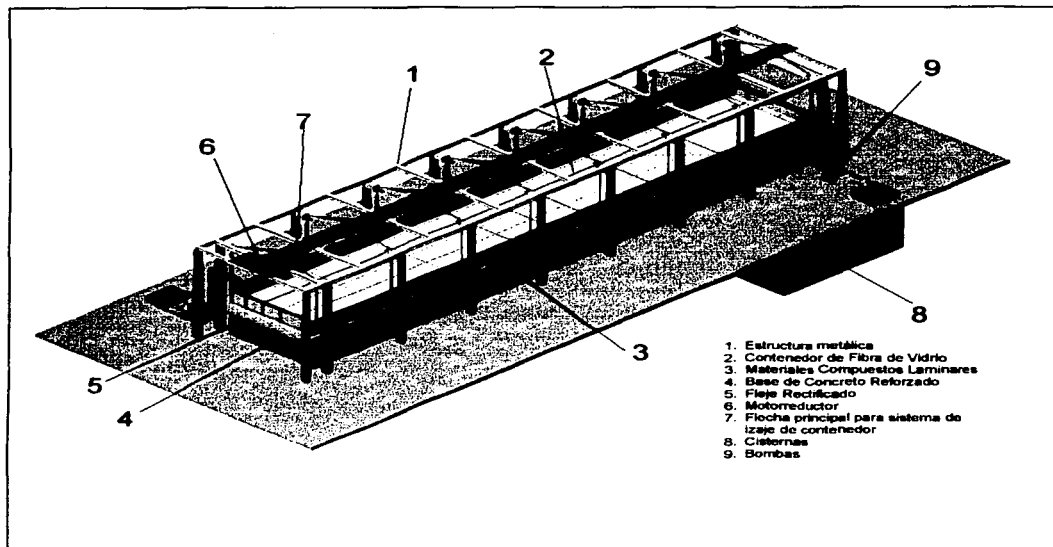 1
2
9
7
6
8
3
5
4
1. Estructura metálica
2. Contenedor de Fibra de Vidrio
3. Materiales Compuestos Laminares
4. Base de Concreto Reforzado
5. Fleje Rectificado
6. Motorreductor
7. Flecha principal para sistema de
izaje de contenedor
8. Cisternas
9. Bombas